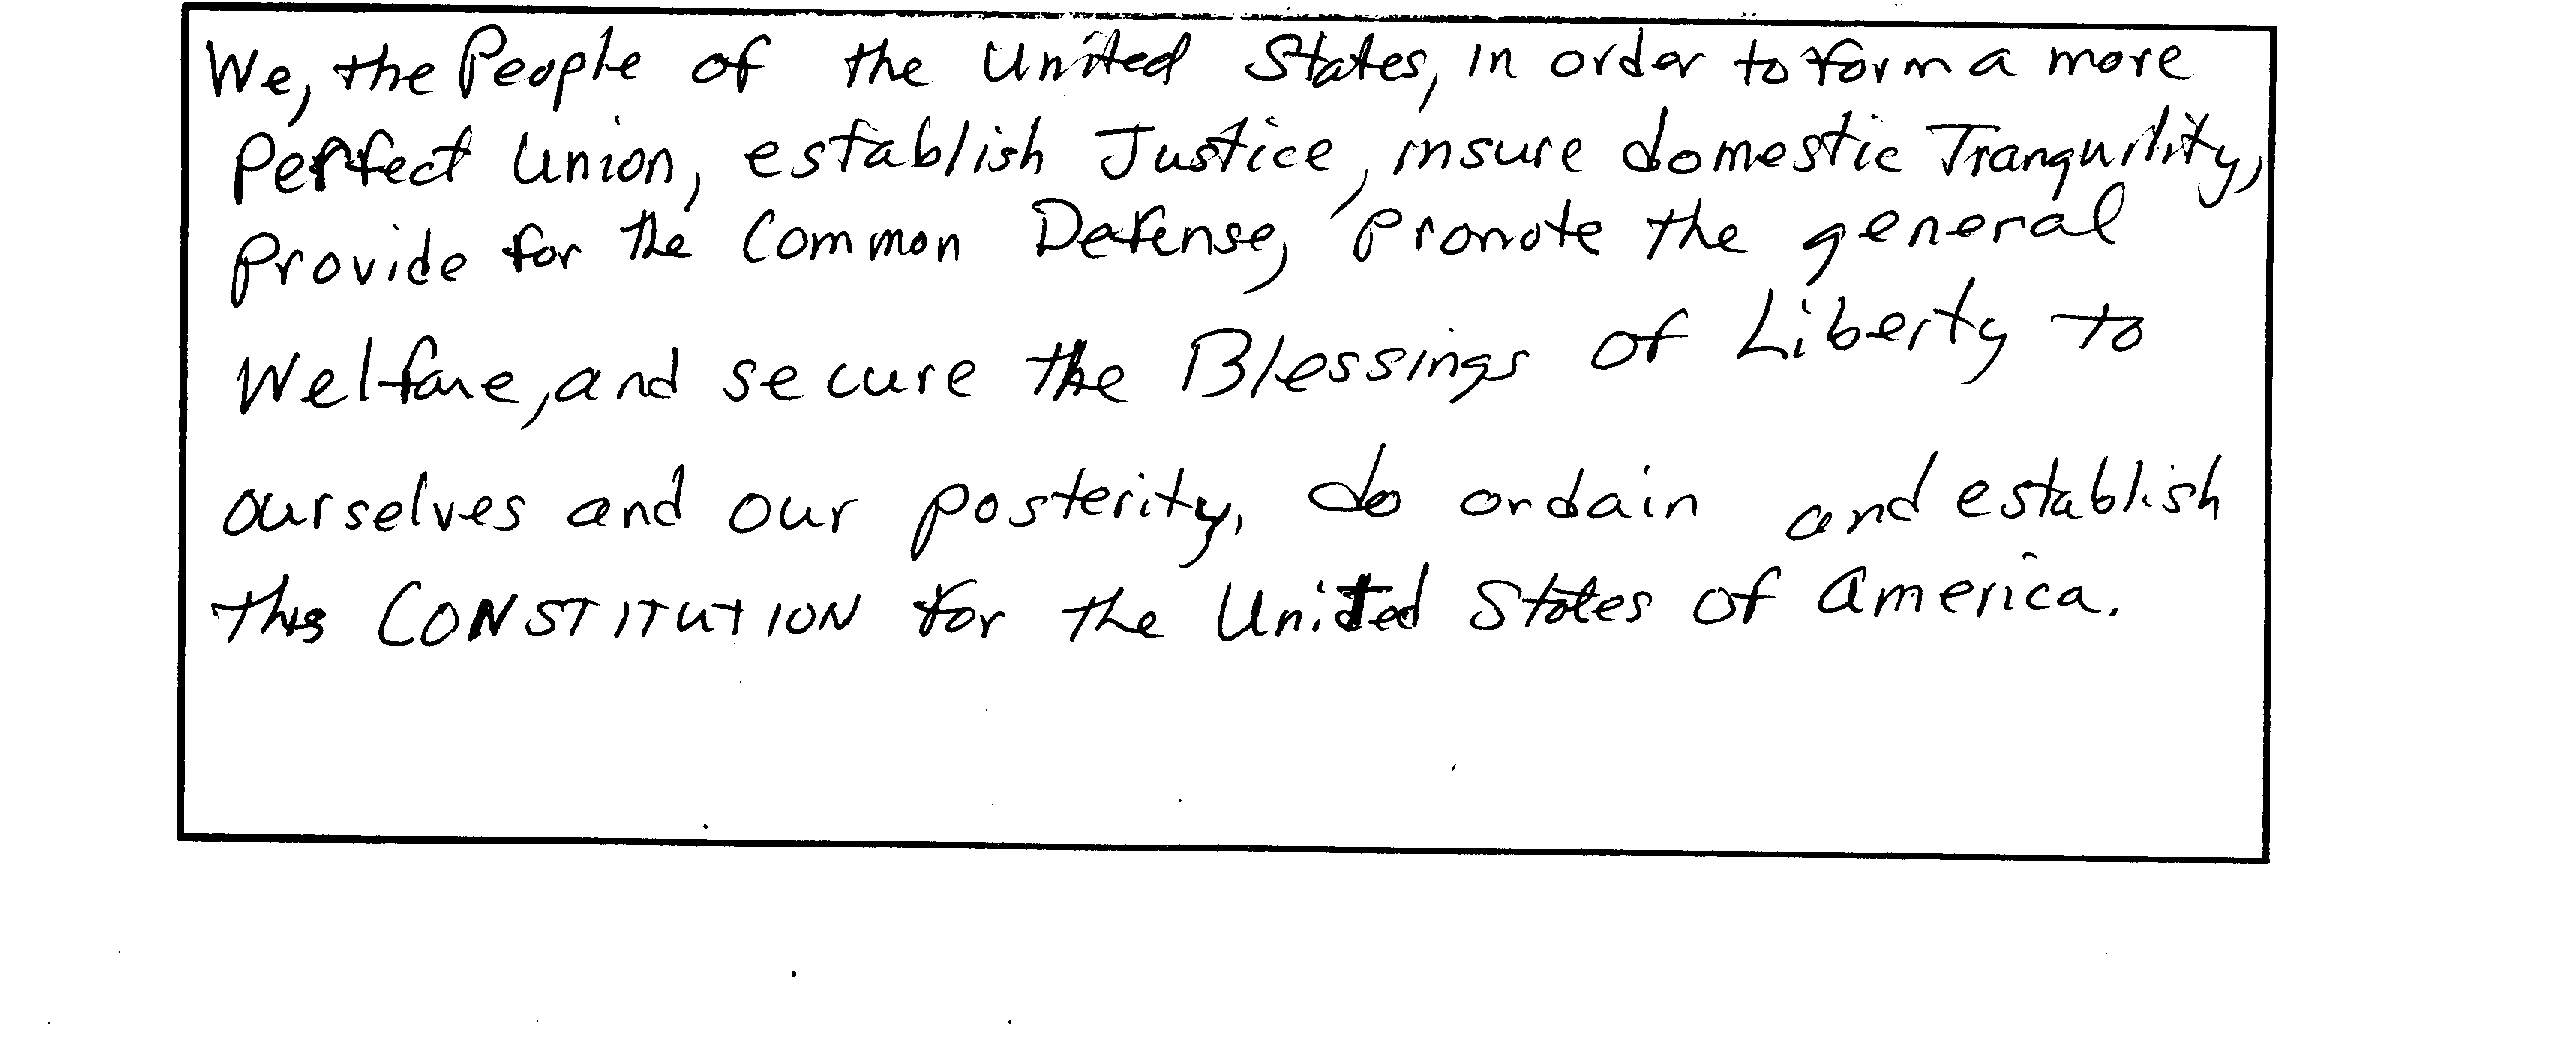 We, the People of the United States, in order to form a more
Perfect Union, establish Justice, insure domestic Tranquility,
Provide for the Common Defense, Promote the general
Welfare, and secure the Blessings of Liberty to
ourselves and our posterity, do ordain and establish
this CONSTITUTION for the United States of America.